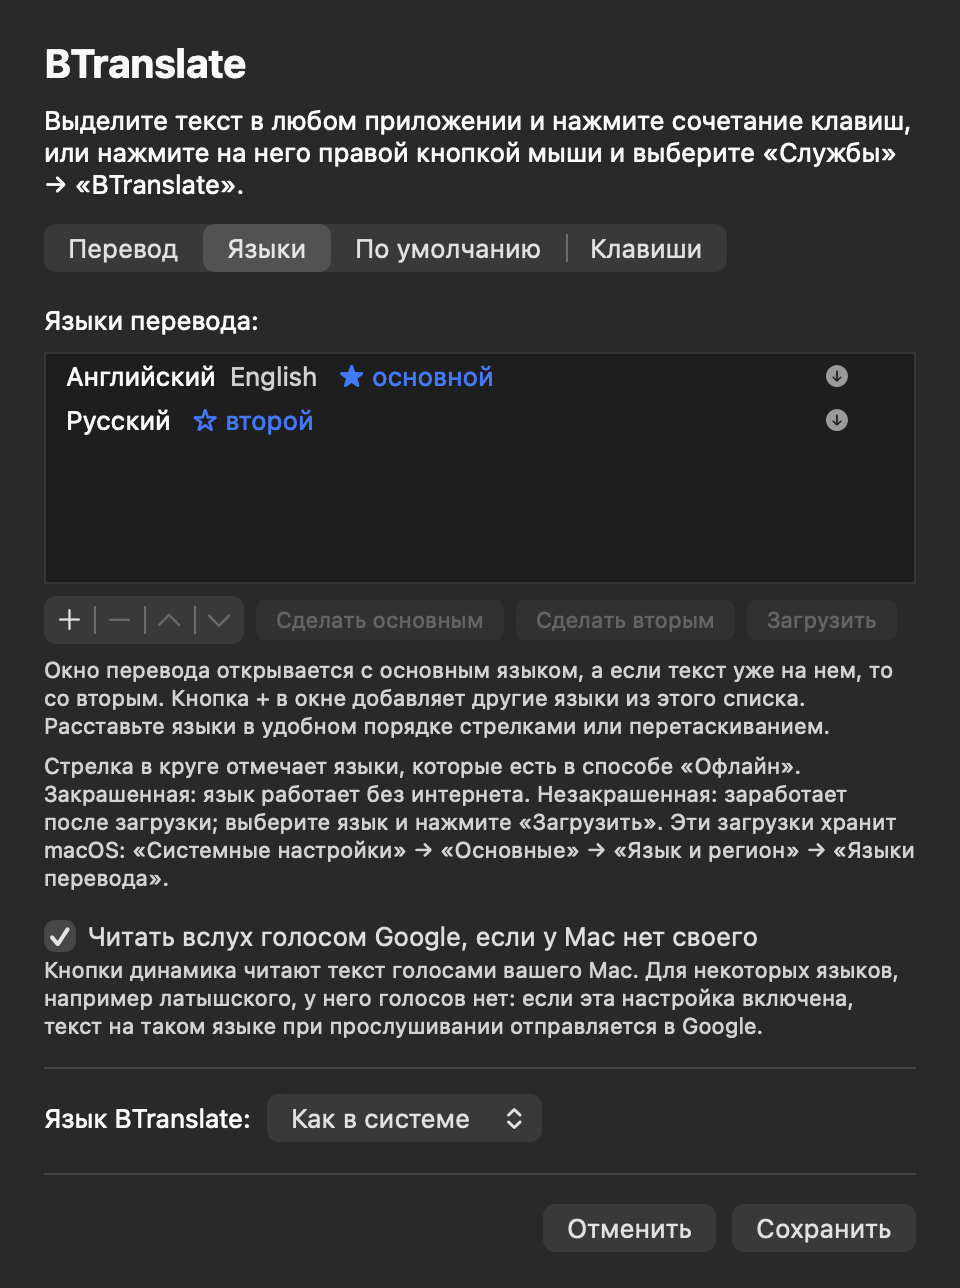 BTranslate
Выделите текст в любом приложении и нажмите сочетание клавиш,
или нажмите на него правой кнопкой мыши и выберите «Службы»
→ «BTranslate».
Перевод Языки По умолчанию Клавиши
Языки перевода:
Английский English ★ основной
Русский ☆ второй
Сделать основным Сделать вторым Загрузить
Окно перевода открывается с основным языком, а если текст уже на нем, то
со вторым. Кнопка + в окне добавляет другие языки из этого списка.
Расставьте языки в удобном порядке стрелками или перетаскиванием.
Стрелка в круге отмечает языки, которые есть в способе «Офлайн».
Закрашенная: язык работает без интернета. Незакрашенная: заработает
после загрузки; выберите язык и нажмите «Загрузить». Эти загрузки хранит
macOS: «Системные настройки» → «Основные» → «Язык и регион» → «Языки
перевода».
Читать вслух голосом Google, если у Mac нет своего
Кнопки динамика читают текст голосами вашего Mac. Для некоторых языков,
например латышского, у него голосов нет: если эта настройка включена,
текст на таком языке при прослушивании отправляется в Google.
Язык BTranslate: Как в системе
Отменить Сохранить